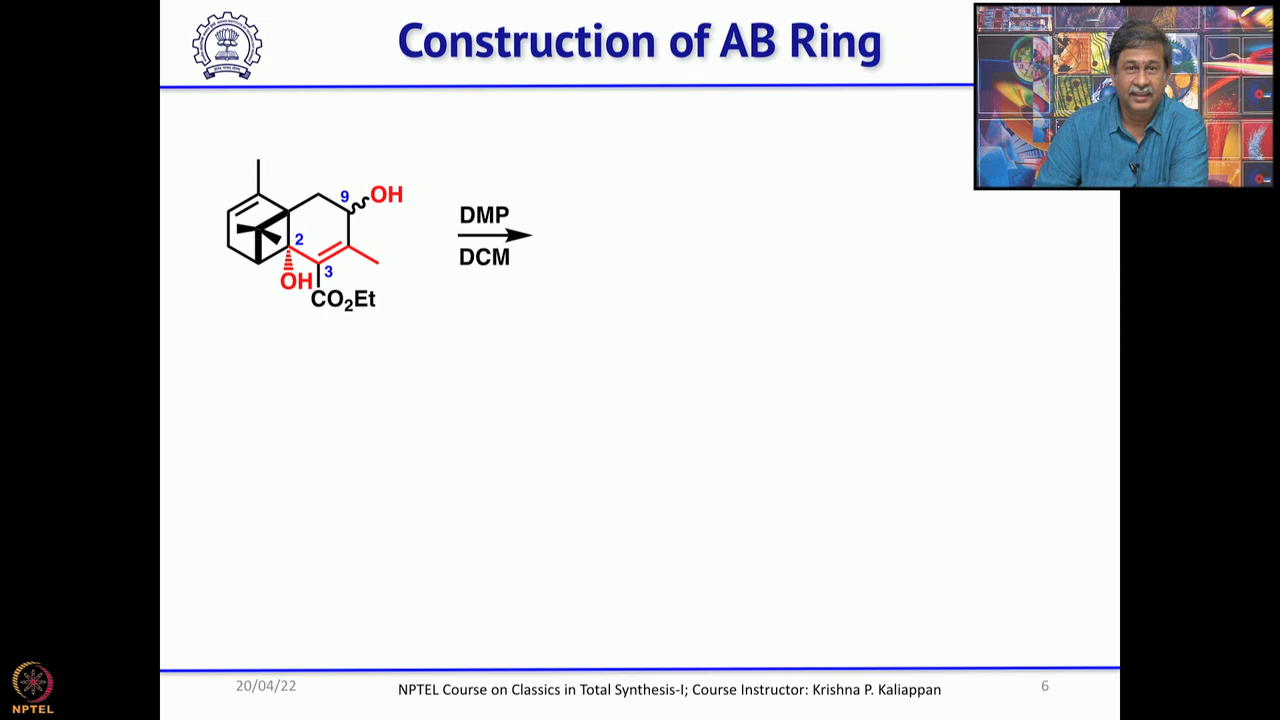 Construction of AB Ring
9
OH
2
OH
3
CO2Et
DMP
DCM
20/04/22
NPTEL Course on Classics in Total Synthesis-I; Course Instructor: Krishna P. Kaliappan
6
NPTEL